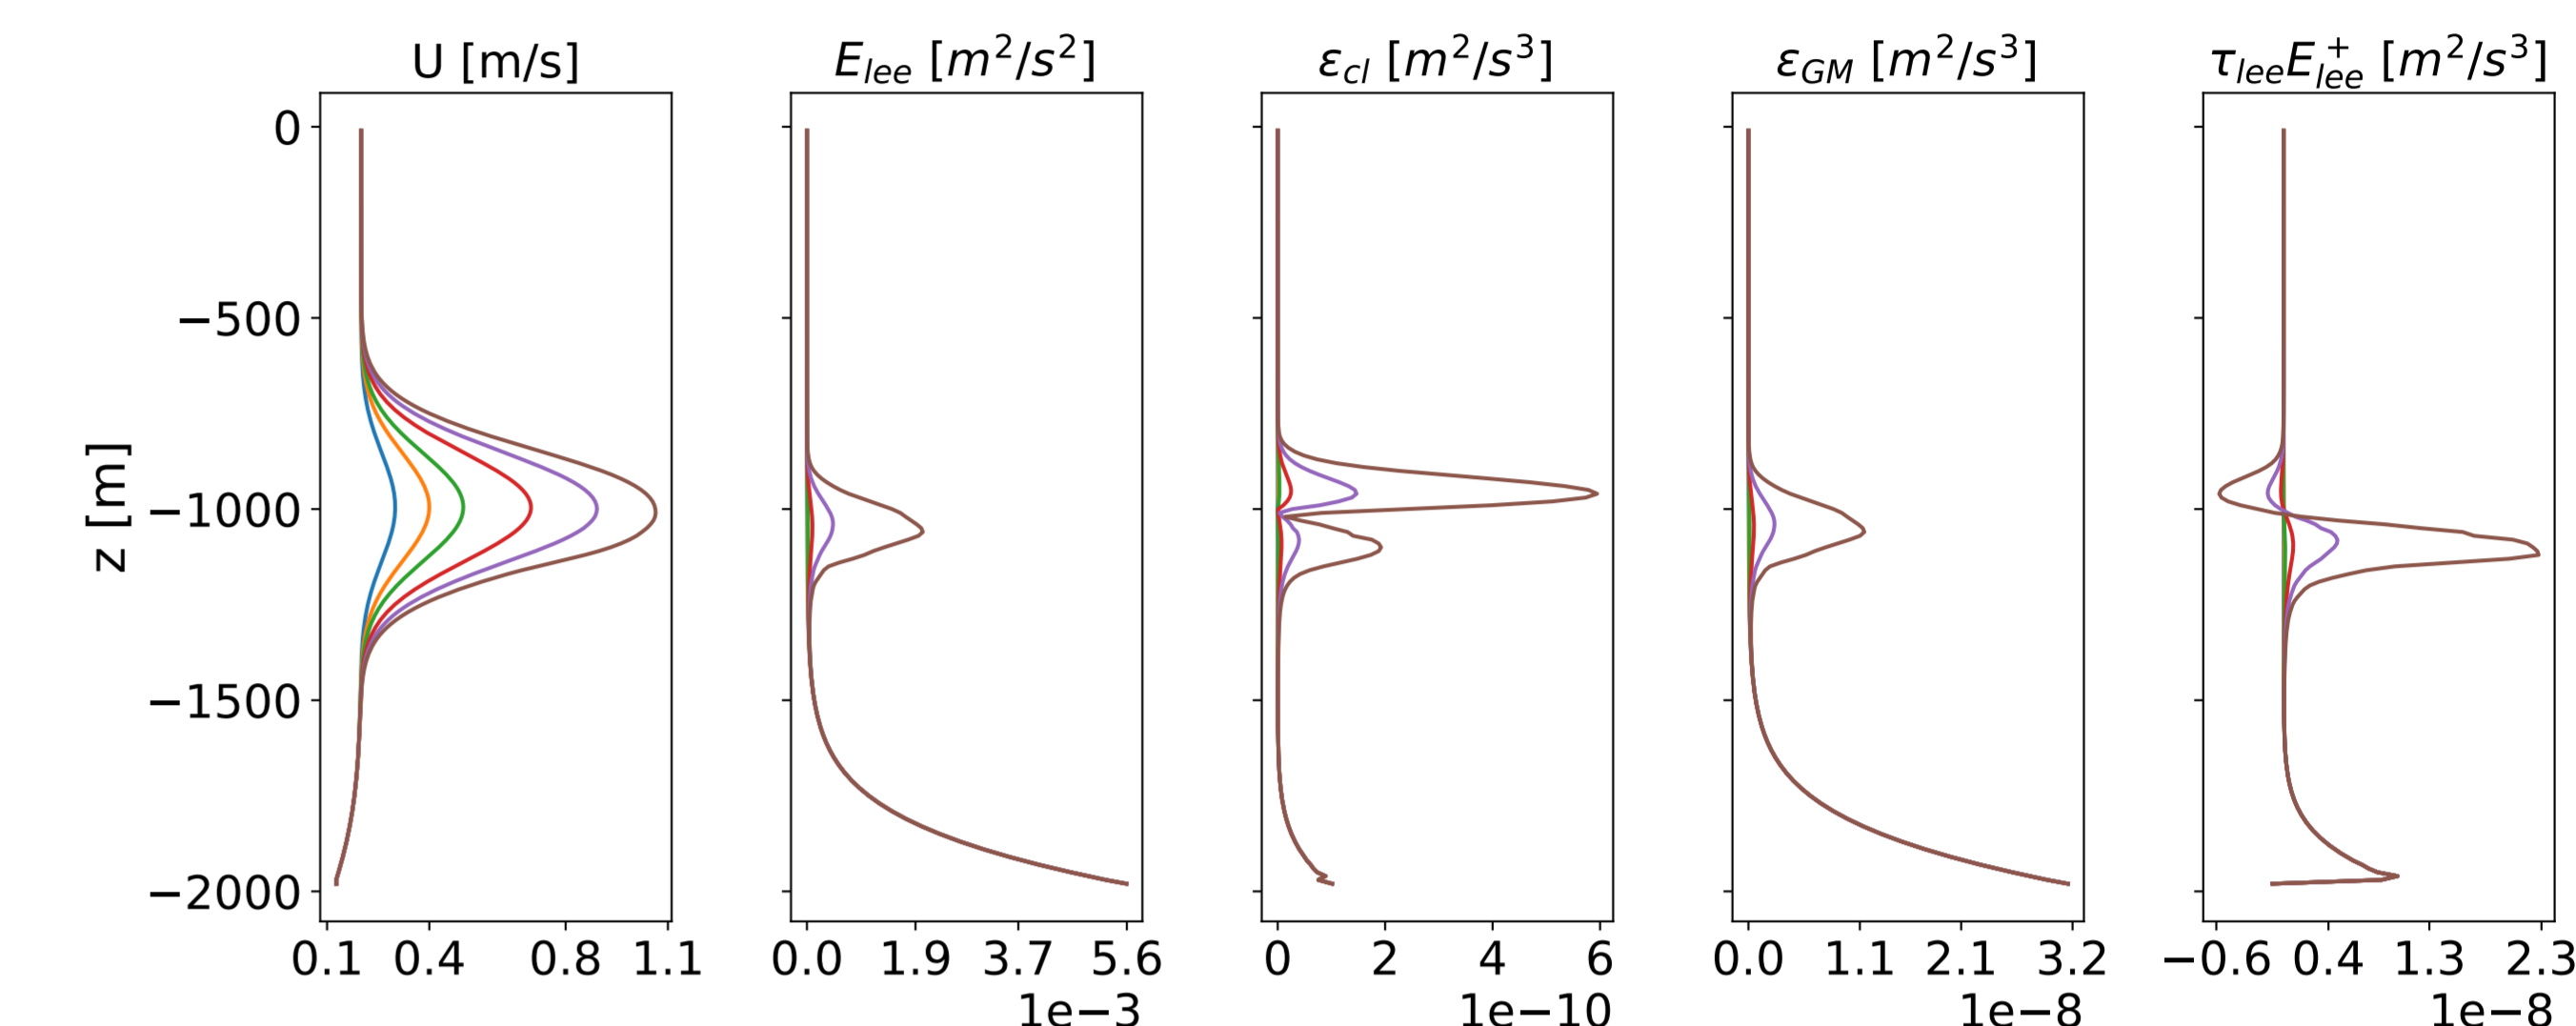 U [m/s]
E_lee [m²/s²]
ε_cl [m²/s³]
ε_GM [m²/s³]
τ_lee E⁺_lee [m²/s³]
z [m]
0
−500
−1000
−1500
−2000
0.1 0.4 0.8 1.1
0.0 1.9 3.7 5.6
1e−3
0 2 4 6
1e−10
0.0 1.1 2.1 3.2
1e−8
−0.6 0.4 1.3 2.3
1e−8